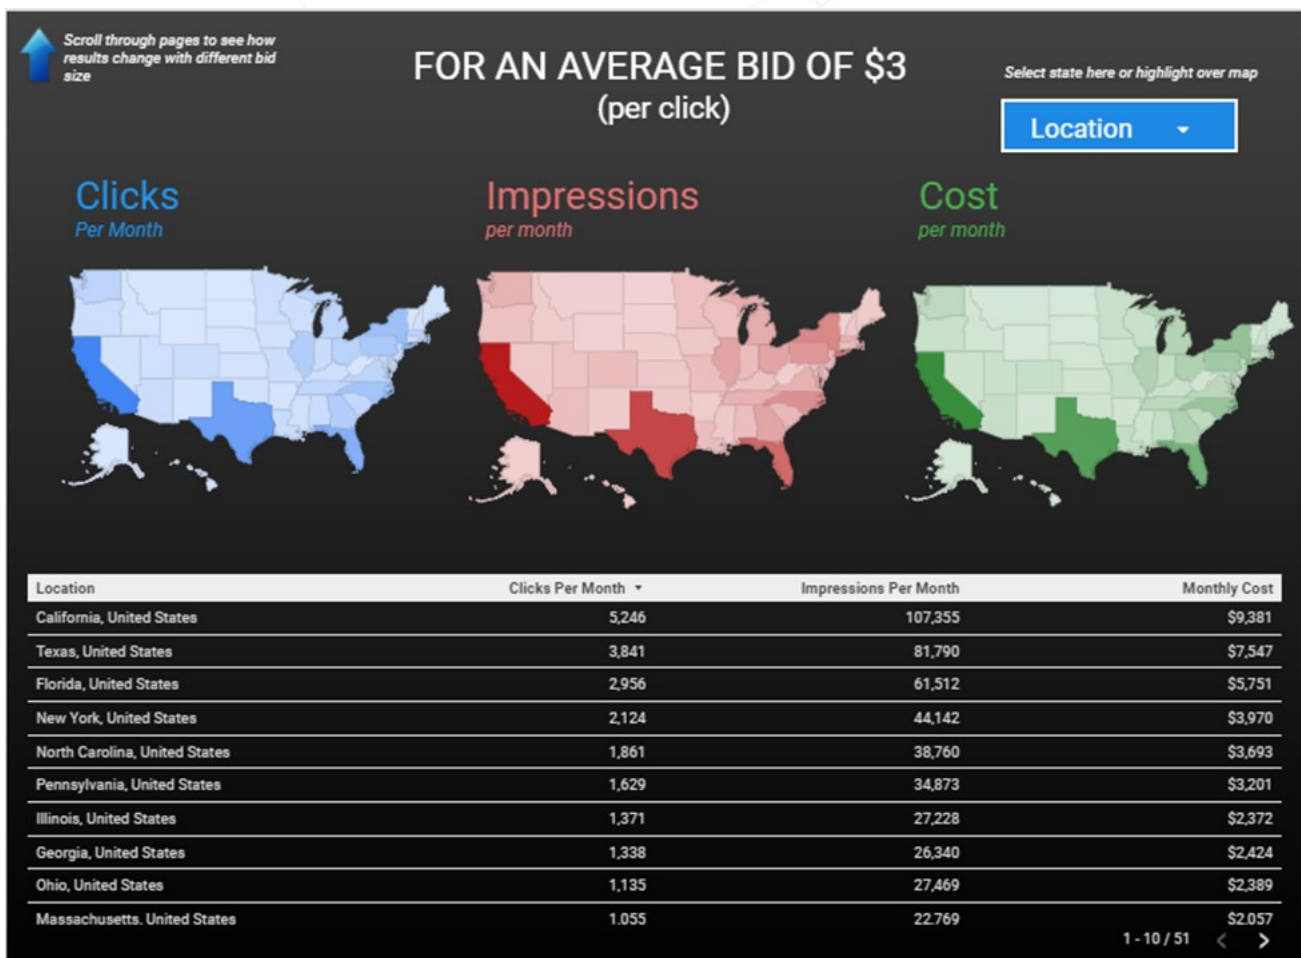 Scroll through pages to see how
results change with different bid
size
FOR AN AVERAGE BID OF $3
(per click)
Select state here or highlight over map
Location
Clicks
Per Month
Impressions
per month
Cost
per month
Location Clicks Per Month Impressions Per Month Monthly Cost
California, United States 5,246 107,355 $9,381
Texas, United States 3,841 81,790 $7,547
Florida, United States 2,956 61,512 $5,751
New York, United States 2,124 44,142 $3,970
North Carolina, United States 1,861 38,760 $3,693
Pennsylvania, United States 1,629 34,873 $3,201
Illinois, United States 1,371 27,228 $2,372
Georgia, United States 1,338 26,340 $2,424
Ohio, United States 1,135 27,469 $2,389
Massachusetts. United States 1.055 22.769 $2.057
1 - 10 / 51 < >